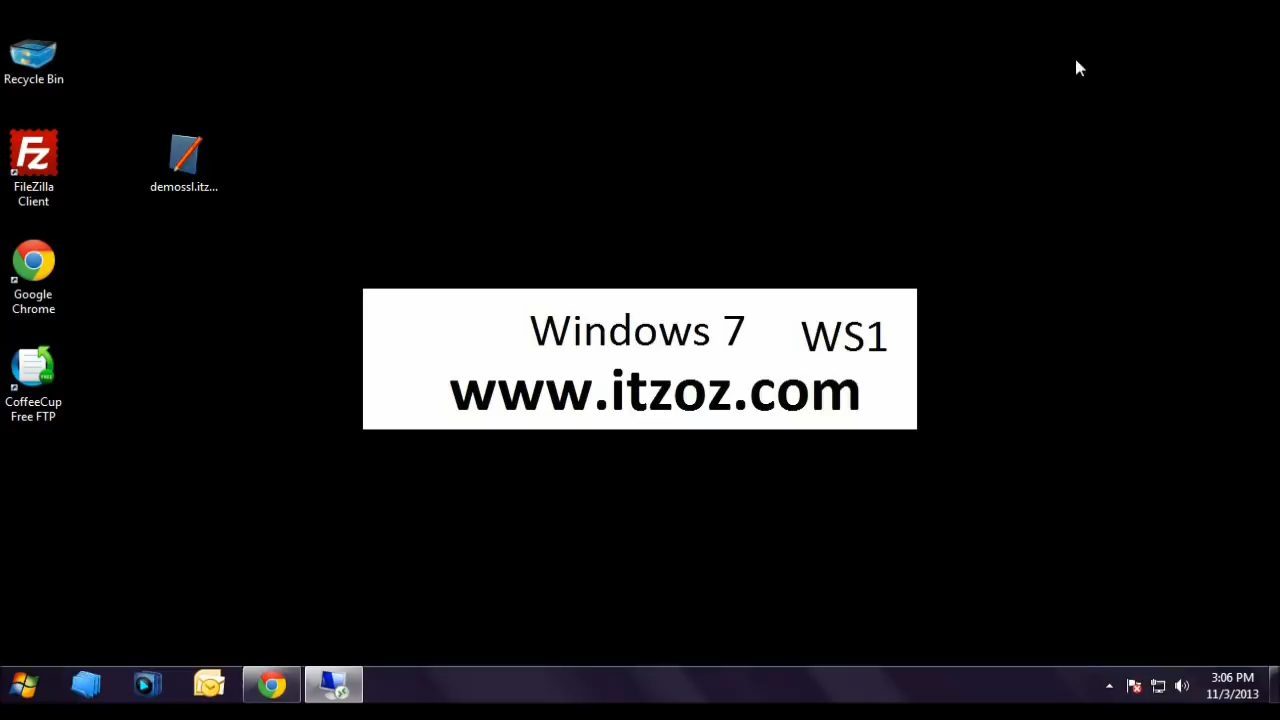 Recycle Bin
FileZilla
Client
demossl.itz...
Google
Chrome
CoffeeCup
Free FTP
FREE
Windows 7 WS1
www.itzoz.com
3:06 PM
11/3/2013